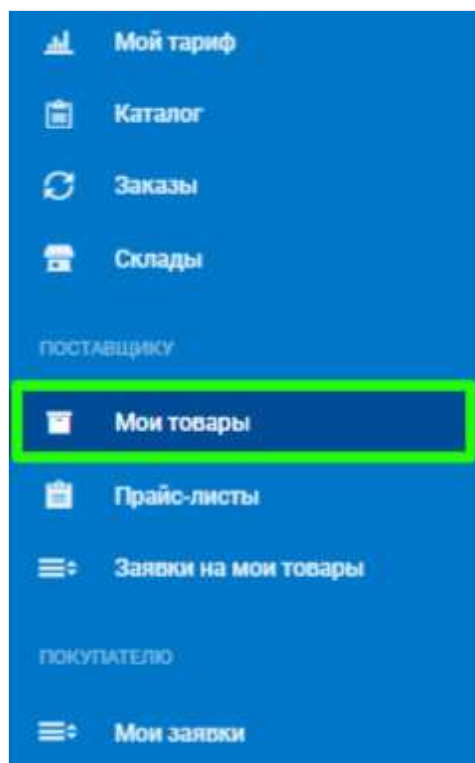 Мой тариф
Каталог
Заказы
Склады
ПОСТАВЩИКУ
Мои товары
Прайс-листы
Заявки на мои товары
ПОКУПАТЕЛЮ
Мои заявки